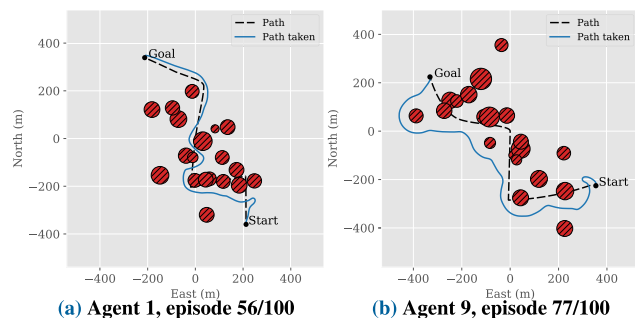 Path
Path taken
400
200
0
−200
−400
North (m)
Goal
Start
−400
−200
0
200
400
East (m)
(a) Agent 1, episode 56/100
Path
Path taken
400
200
0
−200
−400
North (m)
Goal
Start
−400
−200
0
200
400
East (m)
(b) Agent 9, episode 77/100